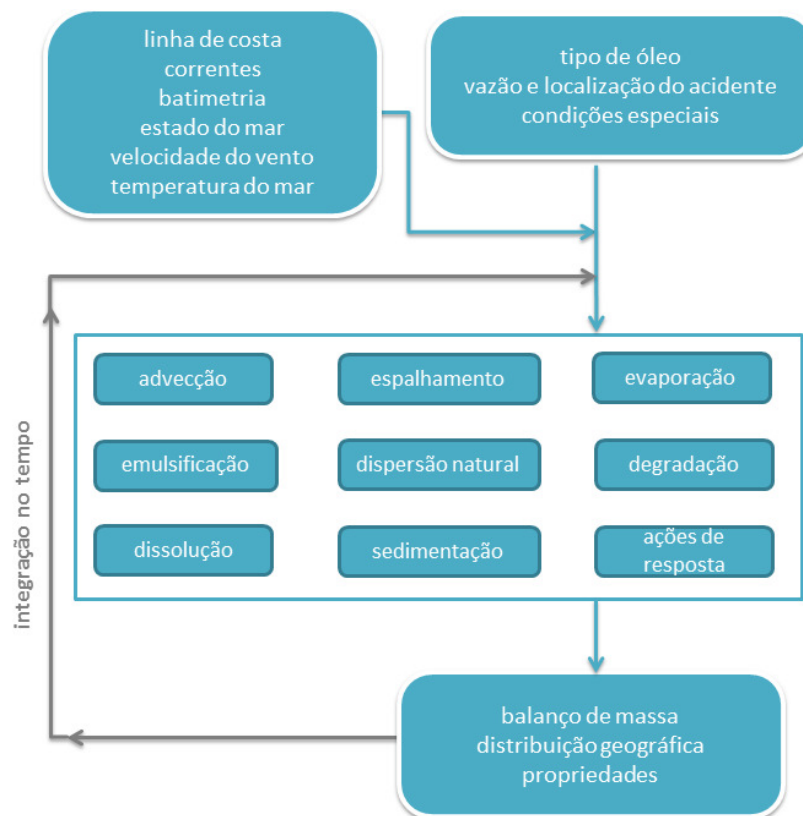 linha de costa
correntes
batimetria
estado do mar
velocidade do vento
temperatura do mar
tipo de óleo
vazão e localização do acidente
condições especiais
integração no tempo
advecção
espalhamento
evaporação
emulsificação
dispersão natural
degradação
dissolução
sedimentação
ações de
resposta
balanço de massa
distribuição geográfica
propriedades